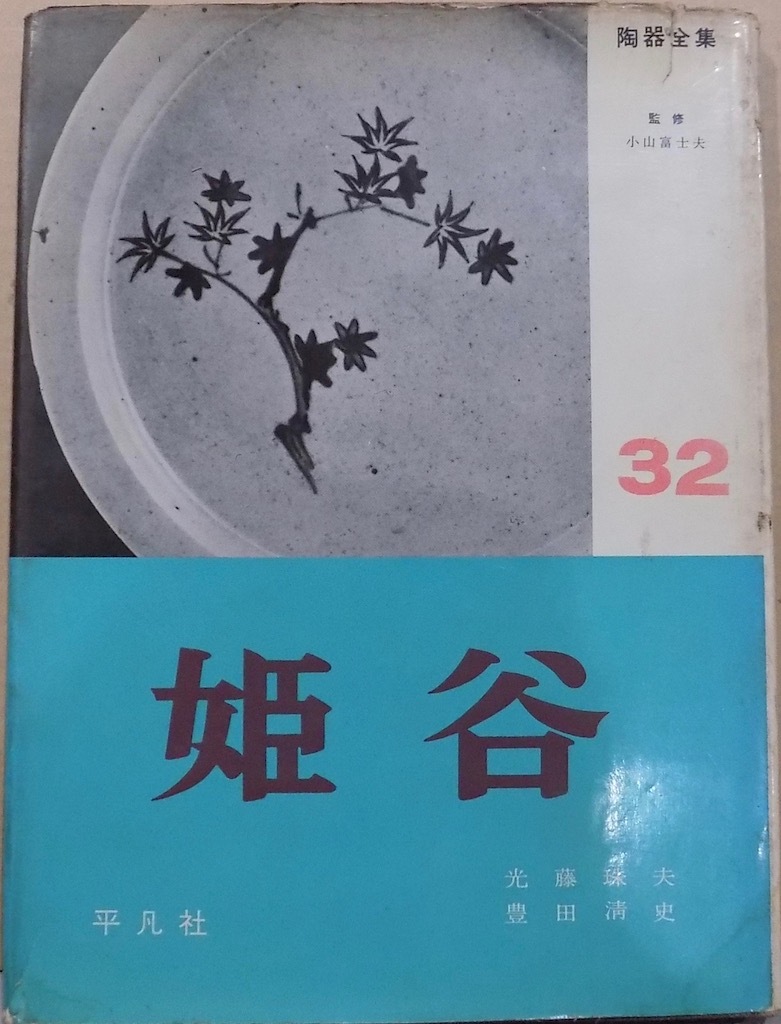 陶器全集
監修
小山富士夫
32
姫谷
光藤珠夫
豊田清史
平凡社